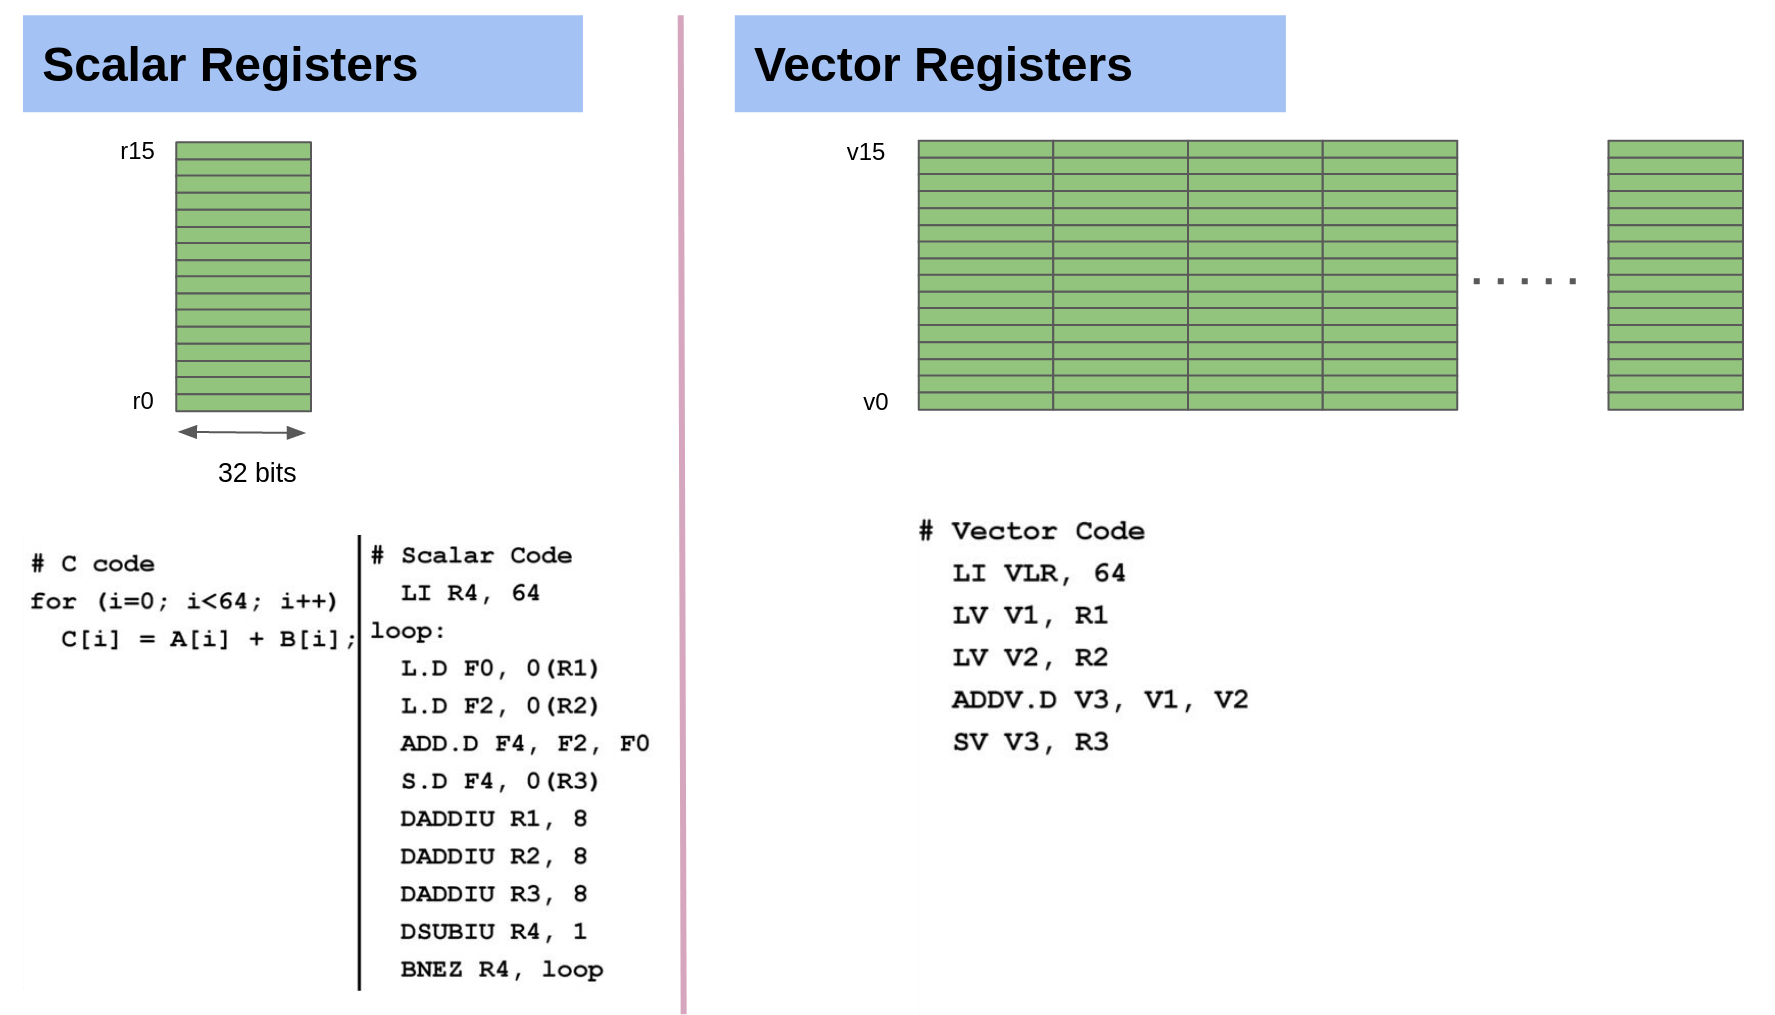 Scalar Registers
r15
r0
32 bits
# C code
for (i=0; i<64; i++)
C[i] = A[i] + B[i];
# Scalar Code
LI R4, 64
loop:
L.D F0, 0(R1)
L.D F2, 0(R2)
ADD.D F4, F2, F0
S.D F4, 0(R3)
DADDIU R1, 8
DADDIU R2, 8
DADDIU R3, 8
DSUBIU R4, 1
BNEZ R4, loop
Vector Registers
v15
. . . . .
v0
# Vector Code
LI VLR, 64
LV V1, R1
LV V2, R2
ADDV.D V3, V1, V2
SV V3, R3